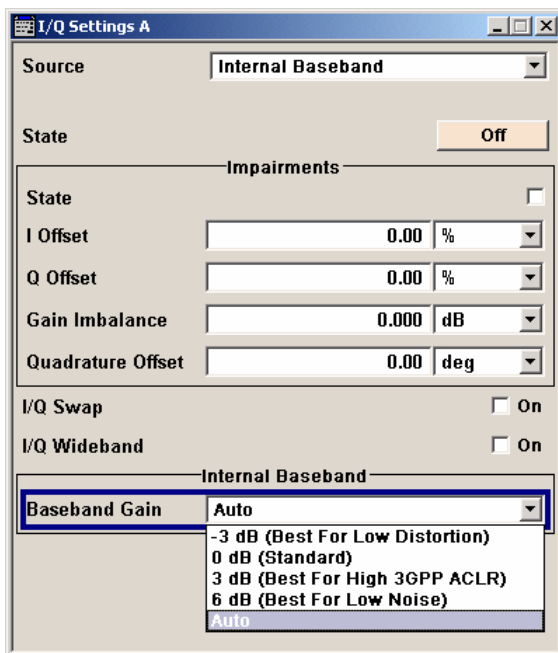 I/Q Settings A
Source Internal Baseband
State Off
Impairments
State
I Offset 0.00 %
Q Offset 0.00 %
Gain Imbalance 0.000 dB
Quadrature Offset 0.00 deg
I/Q Swap On
I/Q Wideband On
Internal Baseband
Baseband Gain Auto
-3 dB (Best For Low Distortion)
0 dB (Standard)
3 dB (Best For High 3GPP ACLR)
6 dB (Best For Low Noise)
Auto